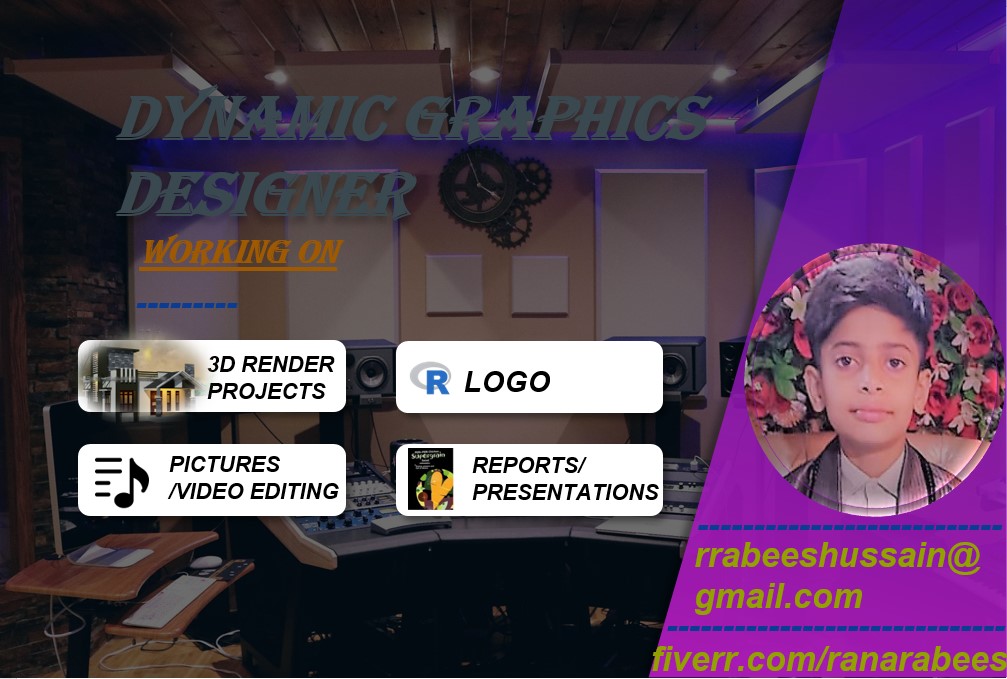 DYNAMIC GRAPHICS
DESIGNER
WORKING ON
---------
3D RENDER
PROJECTS
R LOGO
PICTURES
/VIDEO EDITING
Supergrain
REPORTS/
PRESENTATIONS
rrabeeshussain@
gmail.com
fiverr.com/ranarabees